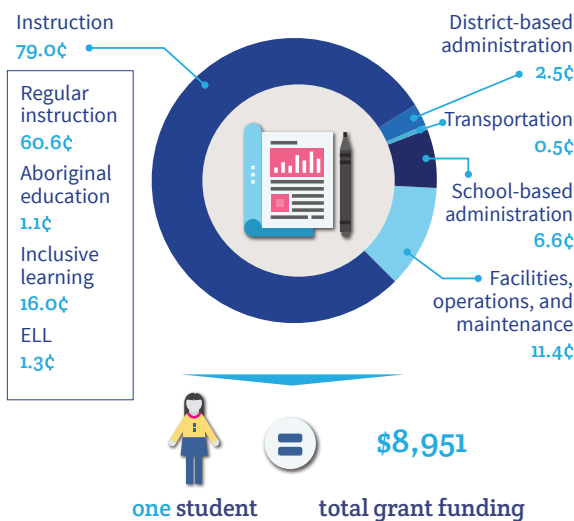 Instruction
79.0¢
Regular
instruction
60.6¢
Aboriginal
education
1.1¢
Inclusive
learning
16.0¢
ELL
1.3¢
District-based
administration
2.5¢
Transportation
0.5¢
School-based
administration
6.6¢
Facilities,
operations, and
maintenance
11.4¢
=
$8,951
one student
total grant funding